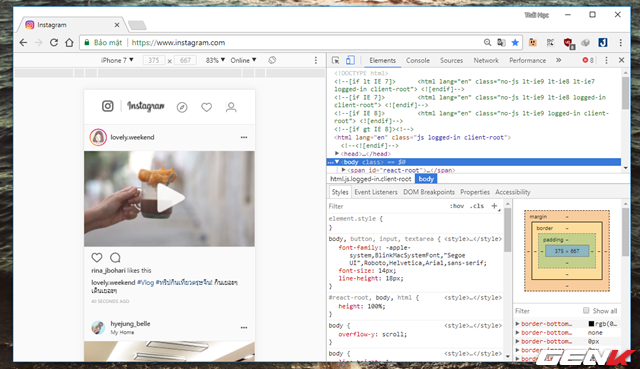 Tuổi Ngọc
Instagram
Bảo mật | https://www.instagram.com
iPhone 7 ▼ 375 × 667 83% ▼ Online ▼
Elements Console Sources Network 8
<!DOCTYPE html>
<!--[if lt IE 7]> <html lang="en" class="no-js lt-ie9 lt-ie8 lt-ie7
logged-in client-root"> <![endif]-->
<!--[if IE 7]> <html lang="en" class="no-js lt-ie9 lt-ie8 logged-in
client-root"> <![endif]-->
<!--[if IE 8]> <html lang="en" class="no-js lt-ie9 logged-in client-
root"> <![endif]-->
<!--[if gt IE 8]><!-->
<html lang="en" class="js logged-in client-root">
<!--<![endif]-->
▶ <head>…</head>
…▼ <body class> == $0
▶ <span id="react-root">…</span>
html.js.logged-in.client-root body
Styles Event Listeners DOM Breakpoints Properties Accessibility
Filter :hov .cls +
element.style {
}
body, button, input, textarea { <style>…</style>
font-family: -apple-
system,BlinkMacSystemFont,"Segoe
UI",Roboto,Helvetica,Arial,sans-serif;
font-size: 14px;
line-height: 18px;
}
#react-root, body, html { <style>…</style>
height: 100%;
}
body { <style>…</style>
overflow-y: scroll;
}
body { <style>…</style>
margin –
border –
padding –
375 × 667
Filter Show all
▶ border-bottom… rgb(0…
▶ border-bottom… none
▶ border-bottom… 0px
Instagram
lovely.weekend
rina_jbohari likes this
lovely.weekend #Vlog
40 SECONDS AGO
hyejung_belle
My Home
GENK